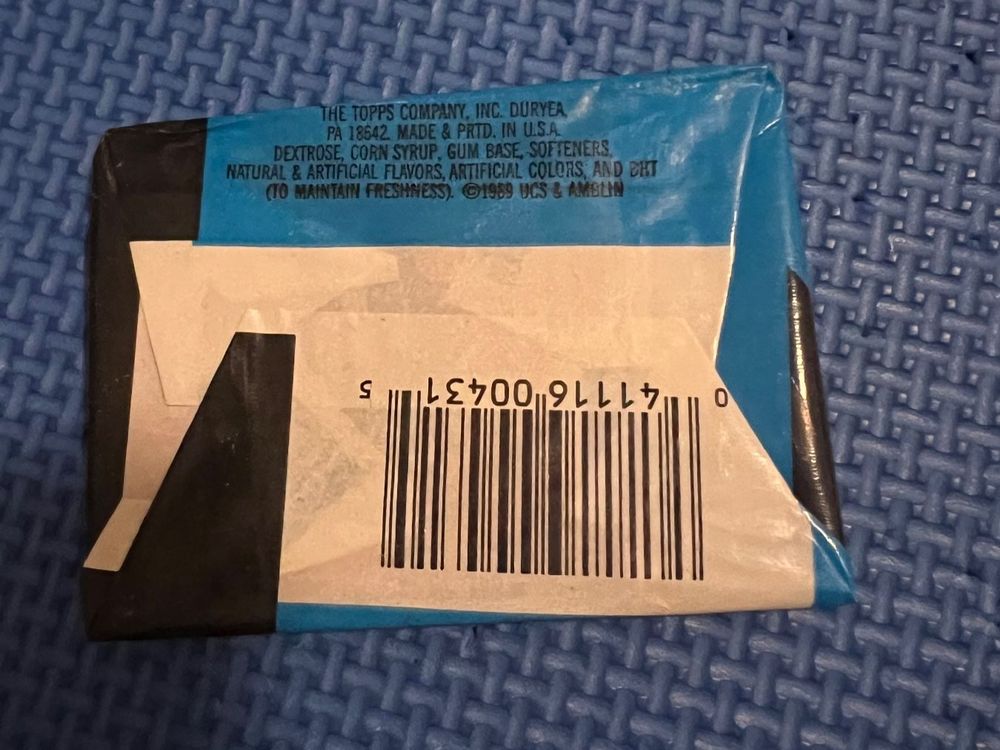 THE TOPPS COMPANY, INC. DURYEA,
PA 18642. MADE & PRTD. IN U.S.A.
DEXTROSE, CORN SYRUP, GUM BASE, SOFTENERS,
NATURAL & ARTIFICIAL FLAVORS, ARTIFICIAL COLORS, AND BHT
(TO MAINTAIN FRESHNESS). ©1989 UCS & AMBLIN
0 41116 00431 5